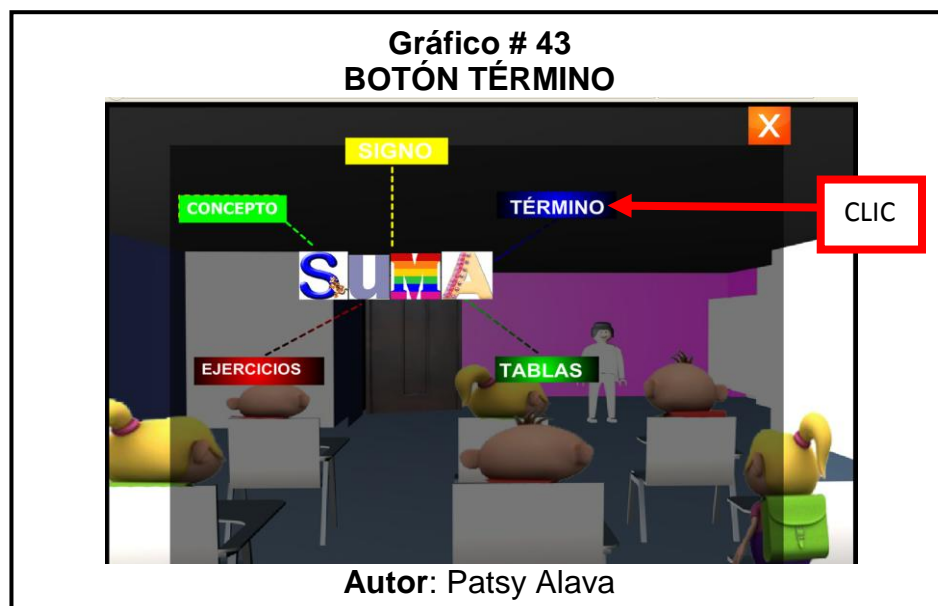 Gráfico # 43
BOTÓN TÉRMINO
X
SIGNO
CONCEPTO
TÉRMINO
CLIC
SuMA
EJERCICIOS
TABLAS
Autor: Patsy Alava